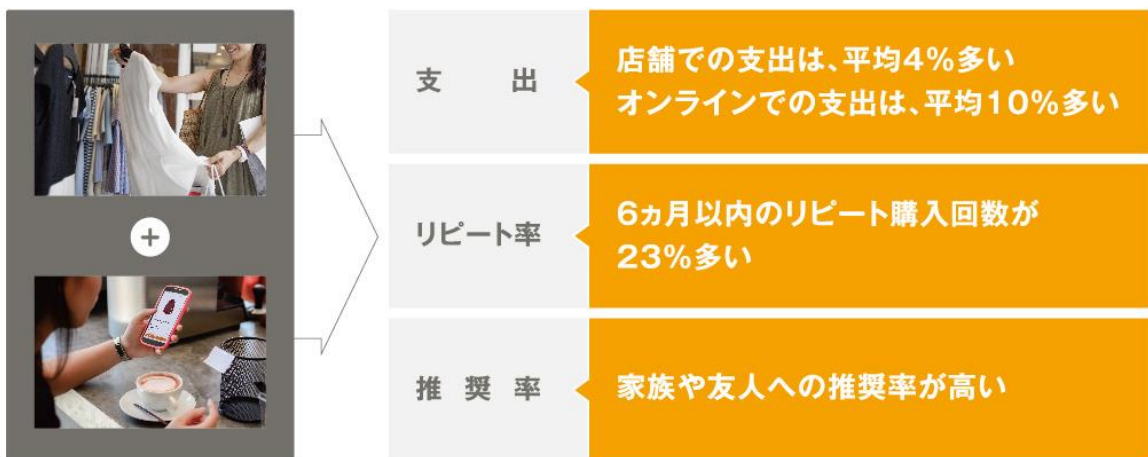 支出
店舗での支出は、平均4%多い
オンラインでの支出は、平均10%多い
リピート率
6ヵ月以内のリピート購入回数が
23%多い
推奨率
家族や友人への推奨率が高い